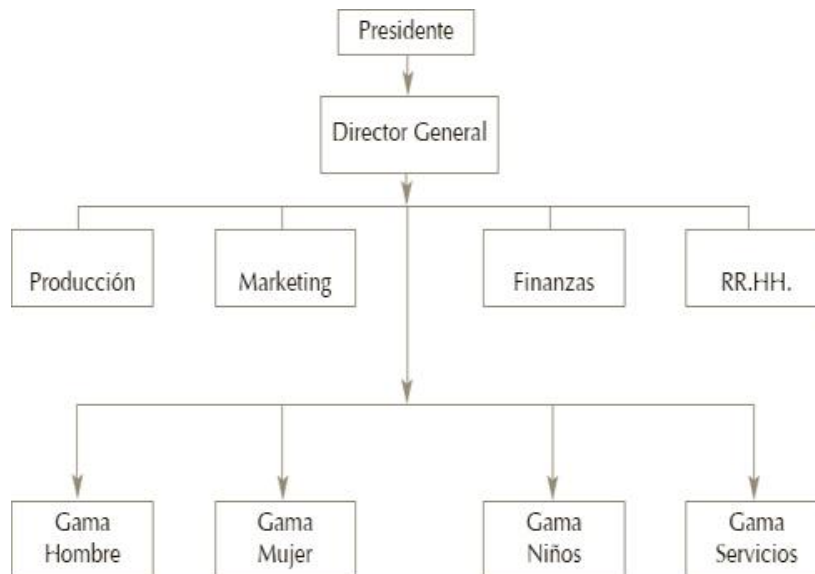 Presidente
Director General
Producción
Marketing
Finanzas
RR.HH.
Gama
Hombre
Gama
Mujer
Gama
Niños
Gama
Servicios